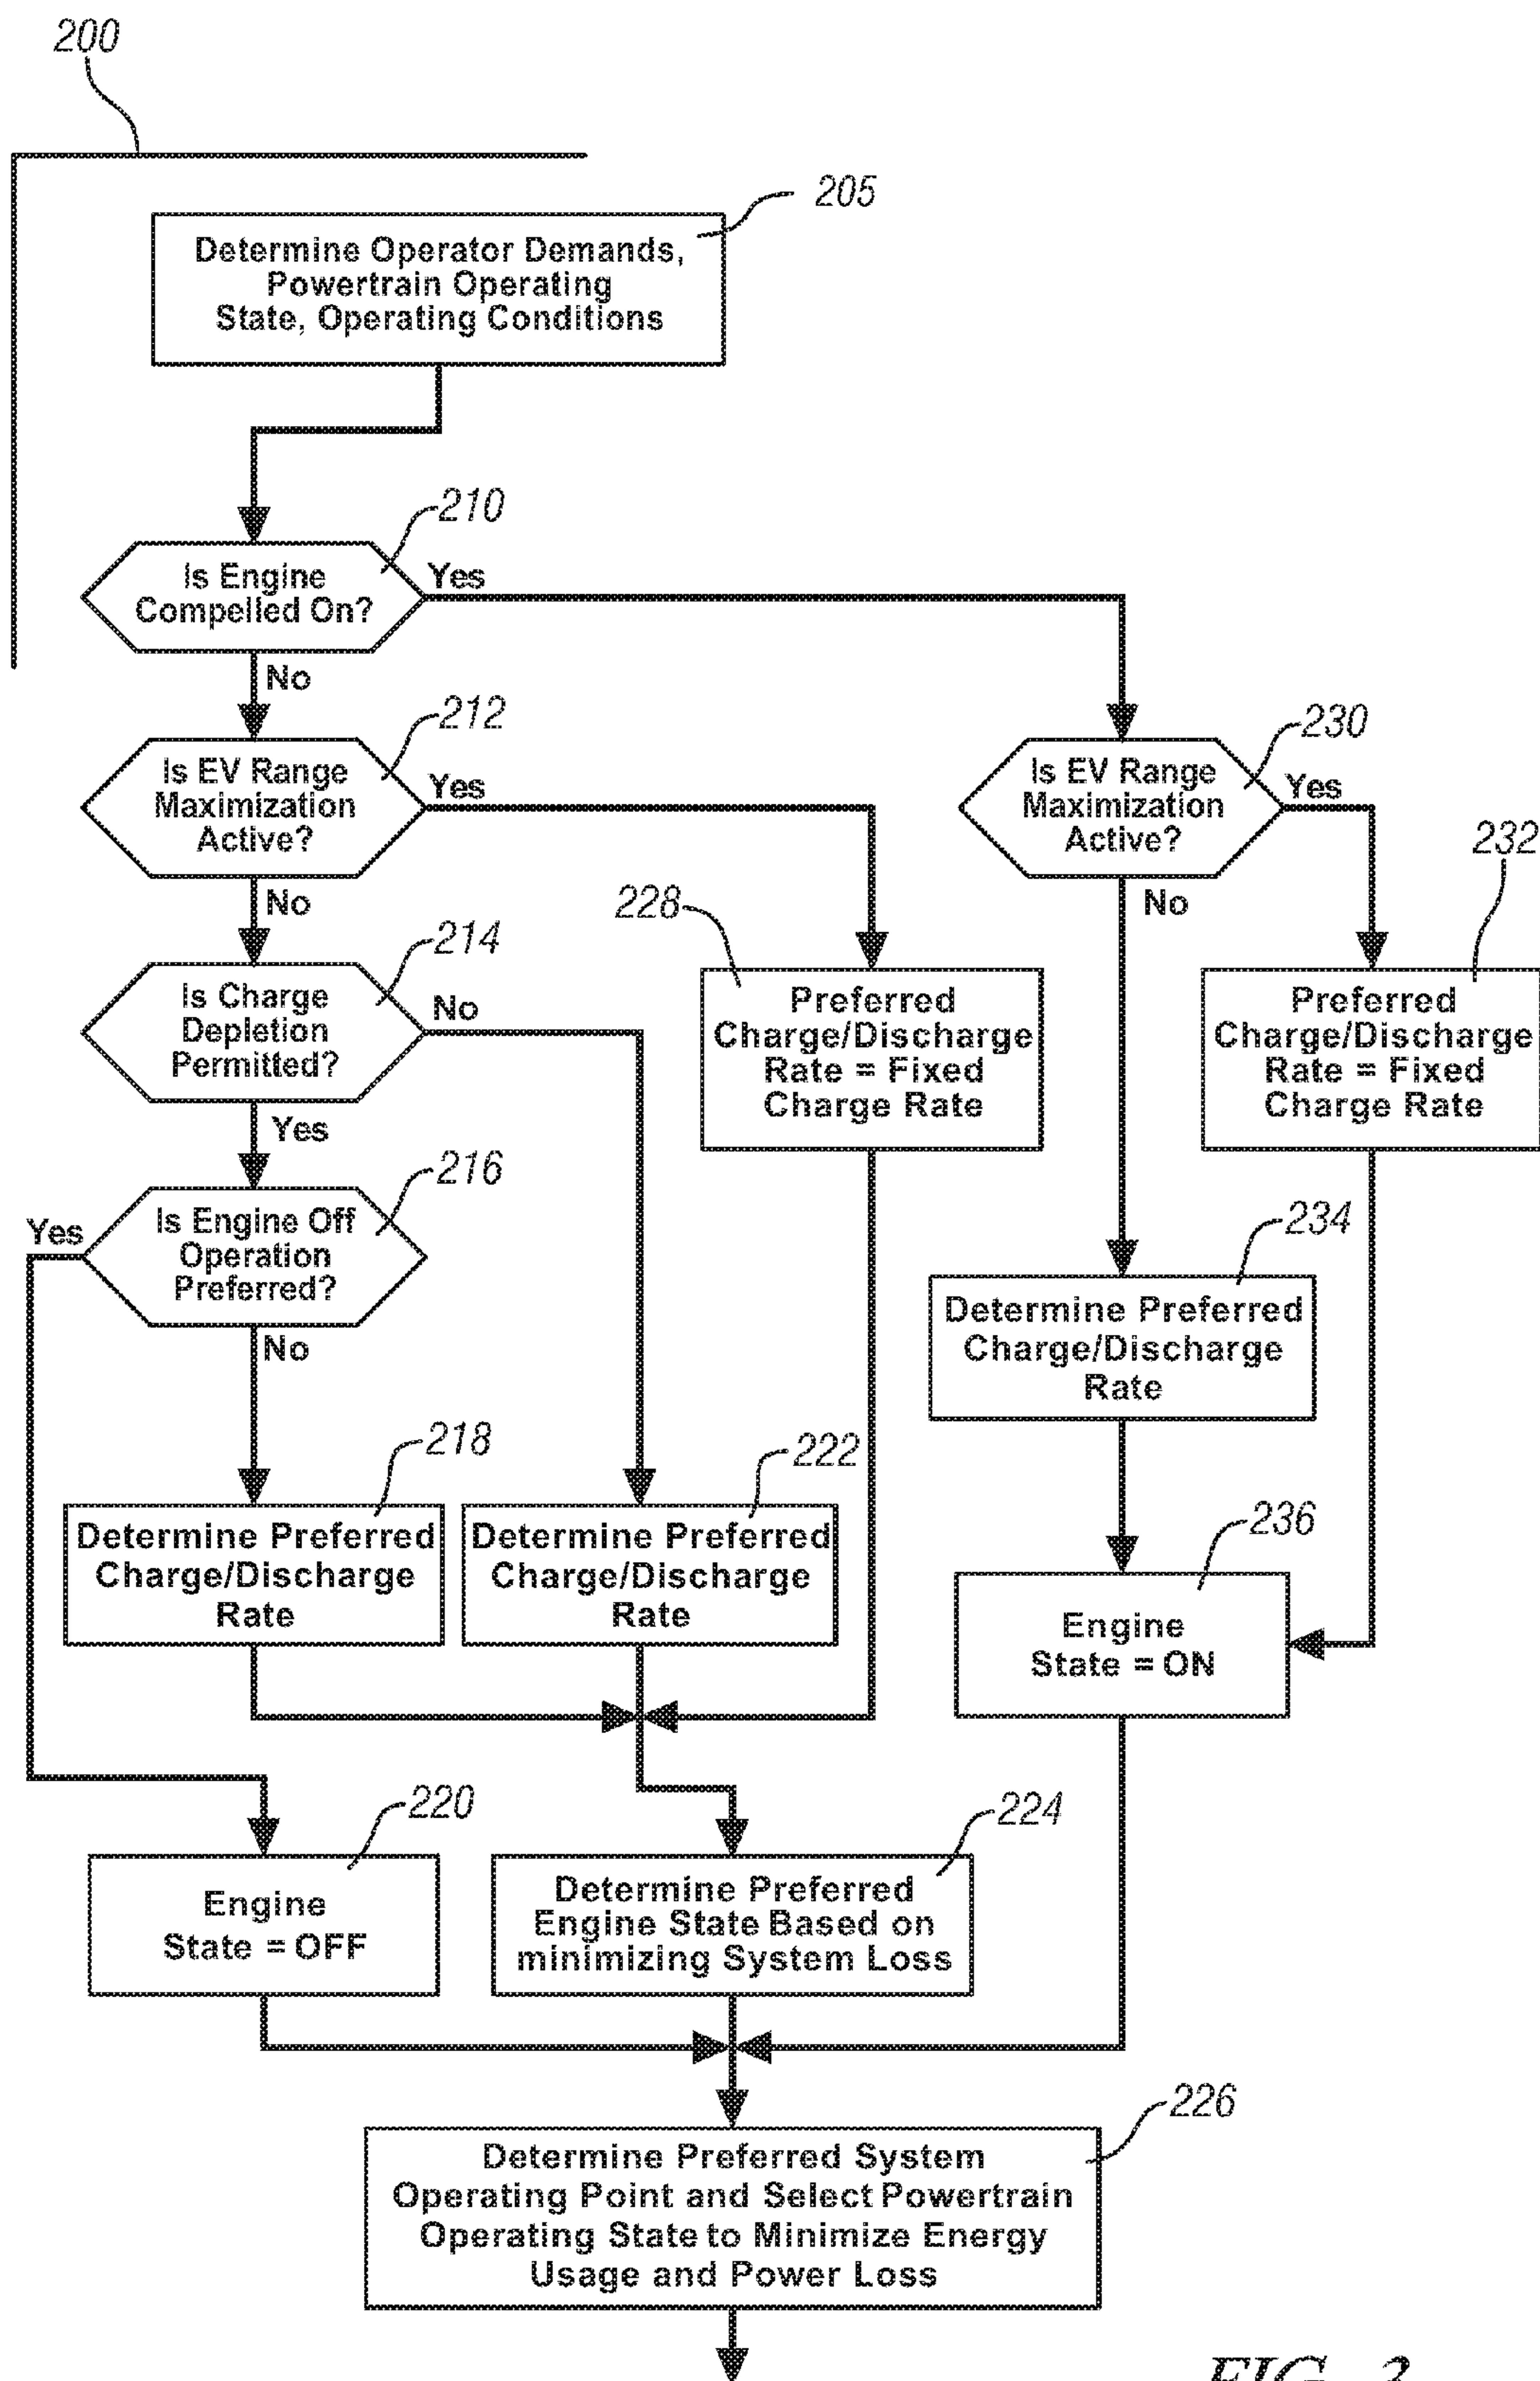 200
205
Determine Operator Demands,
Powertrain Operating
State, Operating Conditions
210
Is Engine
Compelled On?
Yes
No
212
Is EV Range
Maximization
Active?
Yes
No
230
Is EV Range
Maximization
Active?
Yes
No
232
Preferred
Charge/Discharge
Rate = Fixed
Charge Rate
228
Preferred
Charge/Discharge
Rate = Fixed
Charge Rate
214
Is Charge
Depletion
Permitted?
No
Yes
216
Is Engine Off
Operation
Preferred?
Yes
No
234
Determine Preferred
Charge/Discharge
Rate
218
Determine Preferred
Charge/Discharge
Rate
222
Determine Preferred
Charge/Discharge
Rate
236
Engine
State = ON
220
Engine
State = OFF
224
Determine Preferred
Engine State Based on
minimizing System Loss
226
Determine Preferred System
Operating Point and Select Powertrain
Operating State to Minimize Energy
Usage and Power Loss